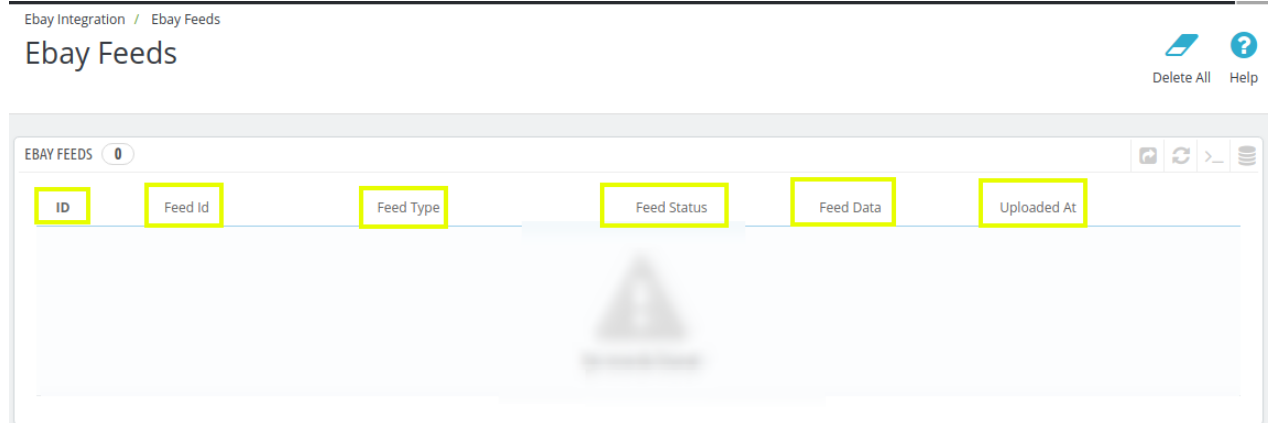 Ebay Integration / Ebay Feeds
Ebay Feeds
Delete All Help
EBAY FEEDS 0
ID Feed Id Feed Type Feed Status Feed Data Uploaded At